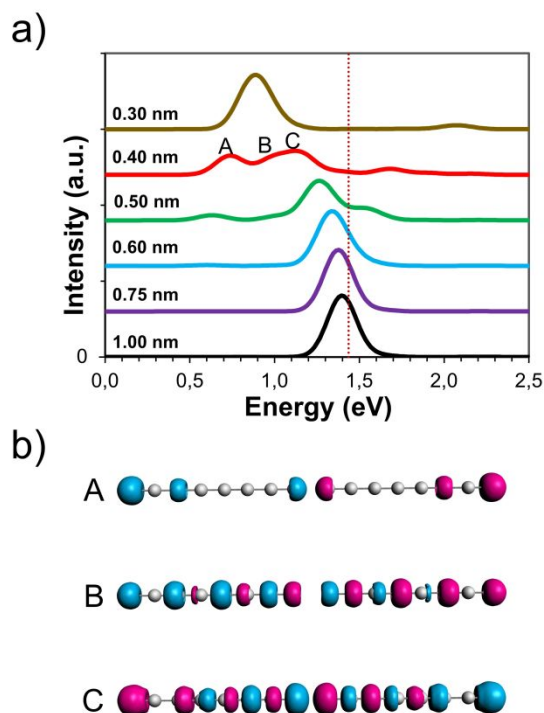 a)
Intensity (a.u.)
0.30 nm
A B C
0.40 nm
0.50 nm
0.60 nm
0.75 nm
1.00 nm
0
0,0 0,5 1,0 1,5 2,0 2,5
Energy (eV)
b)
A
B
C